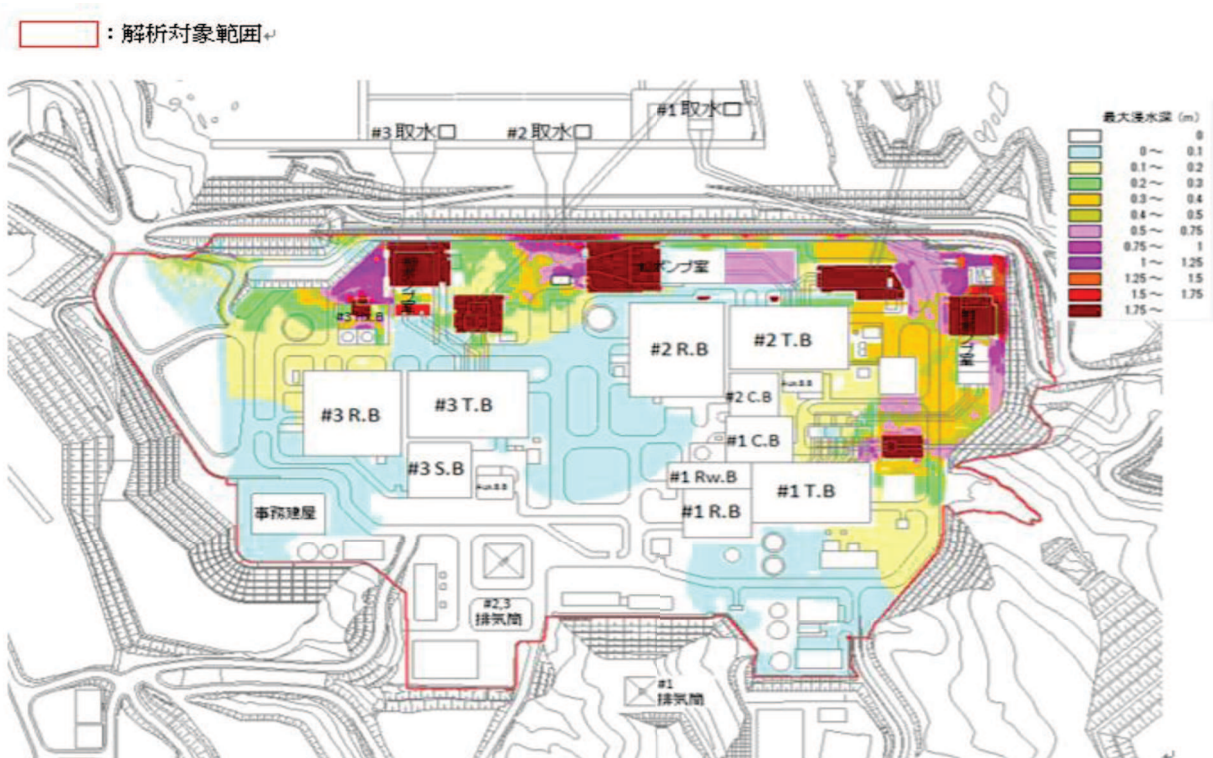 ：解析対象範囲↵
#1 取水口
#3 取水口
#2 取水口
最大浸水深 (m)
0
0～ 0.1
0.1～ 0.2
0.2～ 0.3
0.3～ 0.4
0.4～ 0.5
0.5～ 0.75
0.75～ 1
1～ 1.25
1.25～ 1.5
1.5～ 1.75
1.75～
ポンプ室
#2 R.B
#2 T.B
#3 R.B
#3 T.B
#2 C.B
#1 C.B
#3 S.B
#1 Rw.B
#1 T.B
#1 R.B
事務建屋
#2,3
排気筒
#1
排気筒
↵